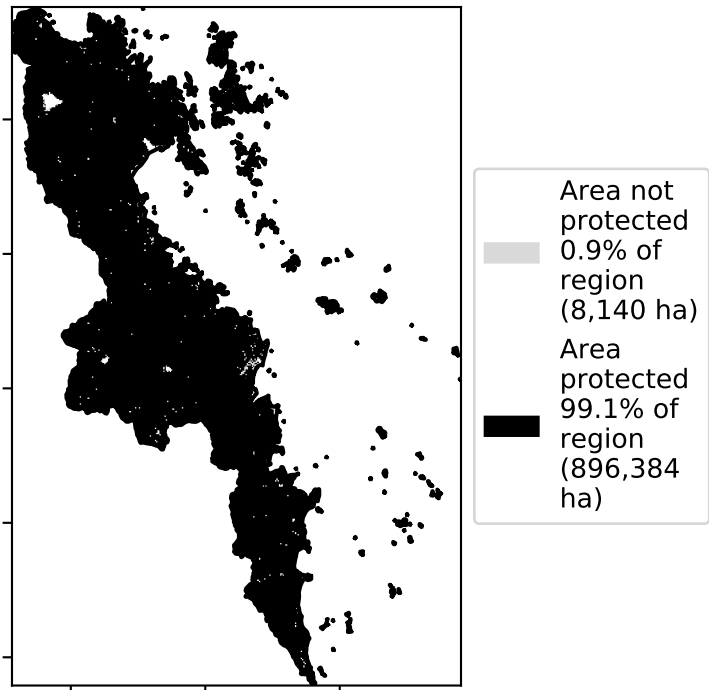 Area not
protected
0.9% of
region
(8,140 ha)
Area
protected
99.1% of
region
(896,384
ha)